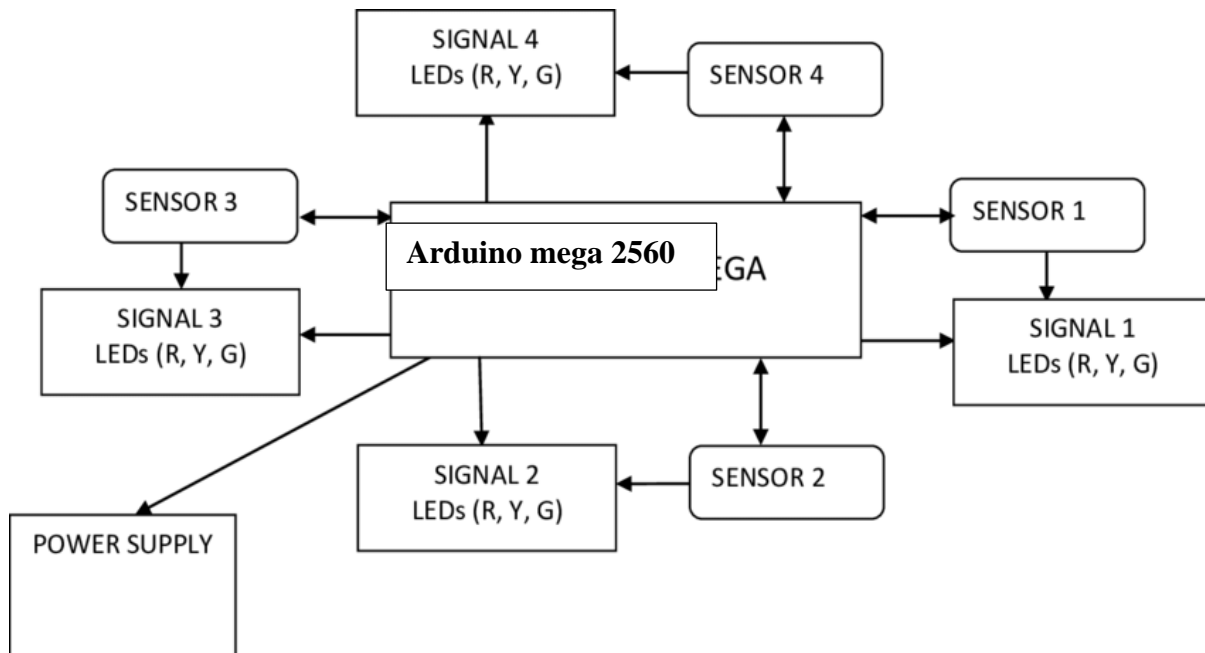 SIGNAL 4
LEDs (R, Y, G)
SENSOR 4
SENSOR 3
SENSOR 1
Arduino mega 2560
EGA
SIGNAL 3
LEDs (R, Y, G)
SIGNAL 1
LEDs (R, Y, G)
SIGNAL 2
LEDs (R, Y, G)
SENSOR 2
POWER SUPPLY